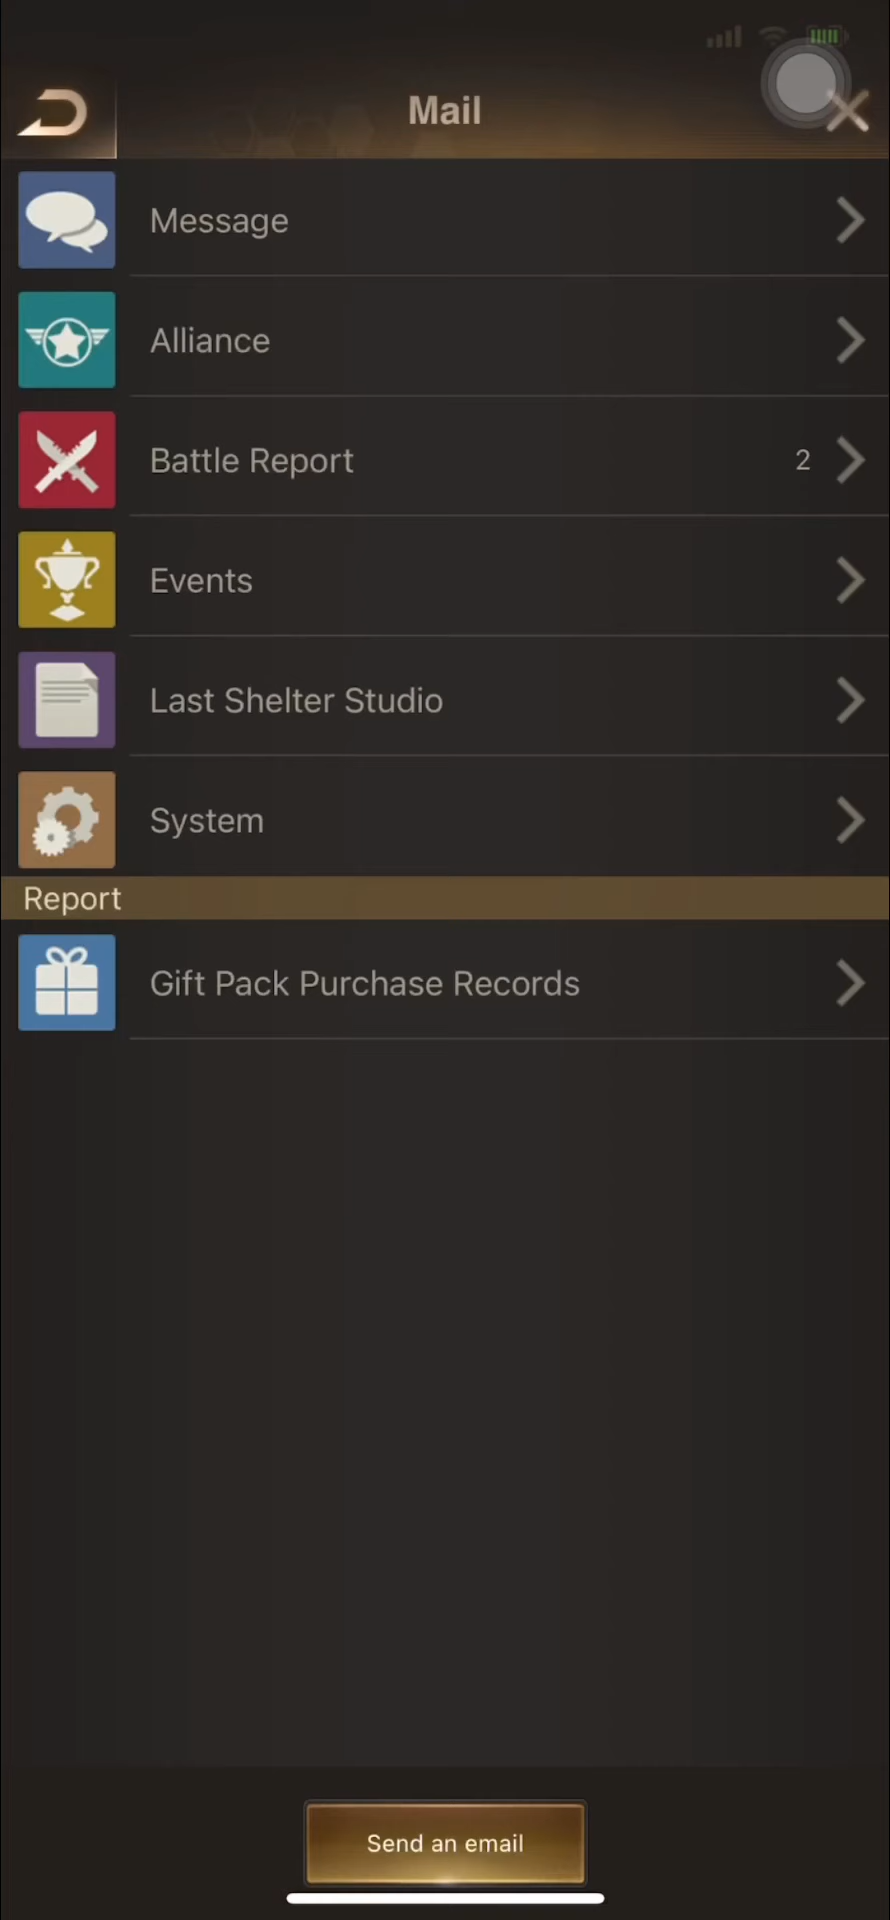 Mail
Message
Alliance
Battle Report 2
Events
Last Shelter Studio
System
Report
Gift Pack Purchase Records
Send an email